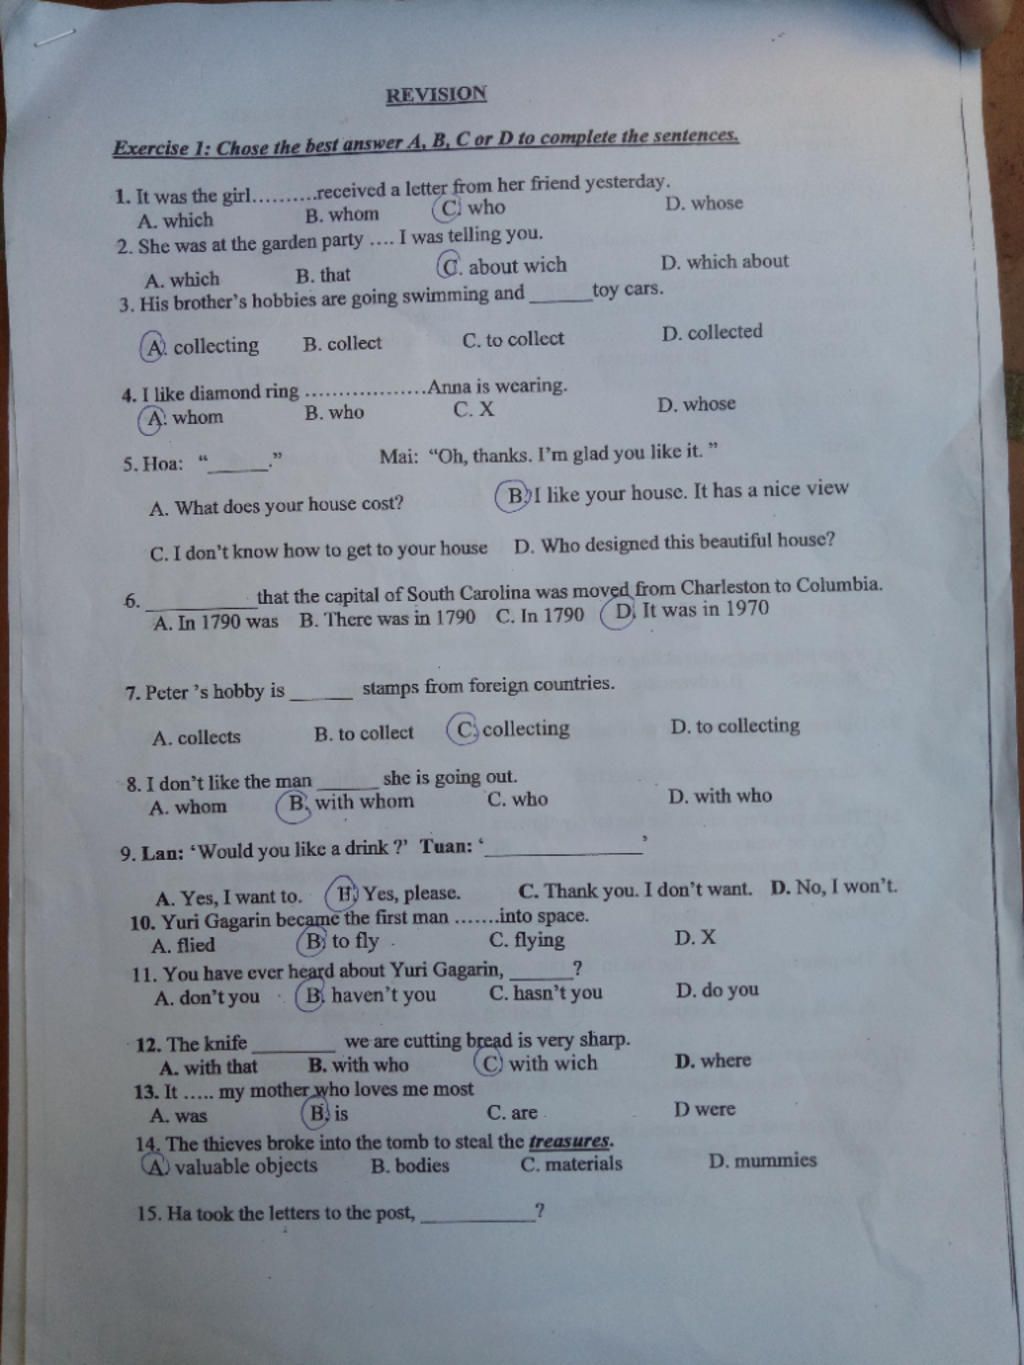 REVISION
Exercise 1: Chose the best answer A, B, C or D to complete the sentences.
1. It was the girl..........received a letter from her friend yesterday.
A. which B. whom C. who D. whose
2. She was at the garden party .... I was telling you.
A. which B. that C. about wich D. which about
3. His brother's hobbies are going swimming and ______toy cars.
A. collecting B. collect C. to collect D. collected
4. I like diamond ring ..................Anna is wearing.
A. whom B. who C. X D. whose
5. Hoa: "______." Mai: "Oh, thanks. I'm glad you like it. "
A. What does your house cost? B. I like your house. It has a nice view
C. I don't know how to get to your house D. Who designed this beautiful house?
6. ___________that the capital of South Carolina was moved from Charleston to Columbia.
A. In 1790 was B. There was in 1790 C. In 1790 D. It was in 1970
7. Peter 's hobby is ______ stamps from foreign countries.
A. collects B. to collect C. collecting D. to collecting
8. I don't like the man ______ she is going out.
A. whom B. with whom C. who D. with who
9. Lan: 'Would you like a drink ?' Tuan: '_______________'
A. Yes, I want to. B. Yes, please. C. Thank you. I don't want. D. No, I won't.
10. Yuri Gagarin became the first man .......into space.
A. flied B. to fly C. flying D. X
11. You have ever heard about Yuri Gagarin, ______?
A. don't you B. haven't you C. hasn't you D. do you
12. The knife ________ we are cutting bread is very sharp.
A. with that B. with who C. with wich D. where
13. It ..... my mother who loves me most
A. was B. is C. are D were
14. The thieves broke into the tomb to steal the treasures.
A. valuable objects B. bodies C. materials D. mummies
15. Ha took the letters to the post, ___________?